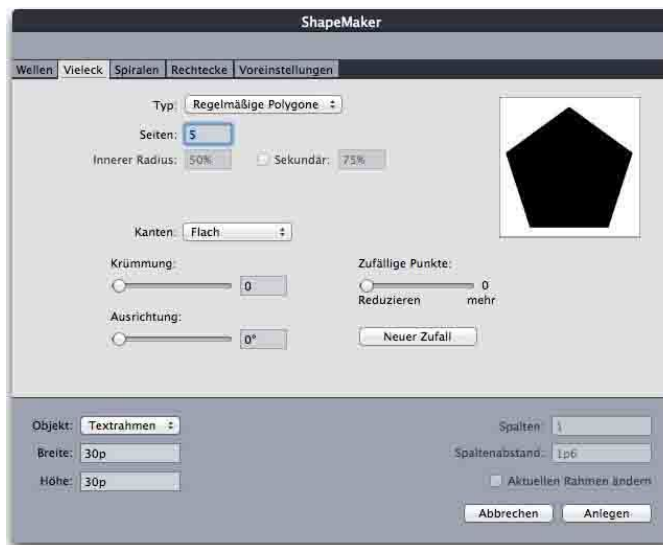 ShapeMaker
Wellen Vieleck Spiralen Rechtecke Voreinstellungen
Typ: Regelmäßige Polygone
Seiten: 5
Innerer Radius: 50% Sekundär: 75%
Kanten: Flach
Krümmung: Zufällige Punkte:
0 0
Reduzieren mehr
Ausrichtung:
0° Neuer Zufall
Objekt: Textrahmen Spalten: 1
Breite: 30p Spaltenabstand: 1p6
Höhe: 30p Aktuellen Rahmen ändern
Abbrechen Anlegen